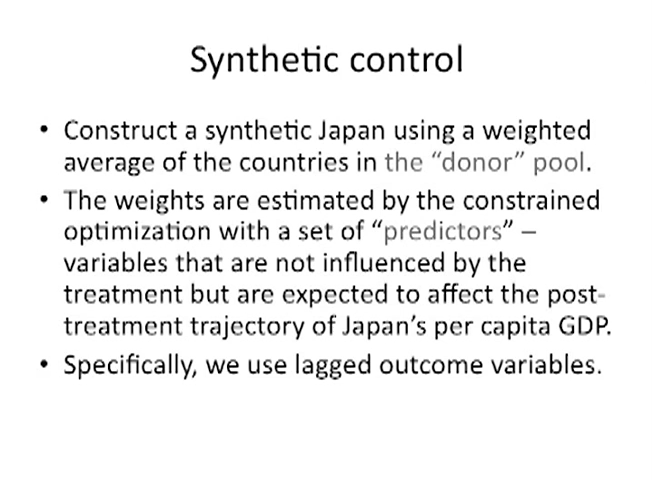 Synthetic control
• Construct a synthetic Japan using a weighted
average of the countries in the “donor” pool.
• The weights are estimated by the constrained
optimization with a set of “predictors” –
variables that are not influenced by the
treatment but are expected to affect the post-
treatment trajectory of Japan’s per capita GDP.
• Specifically, we use lagged outcome variables.